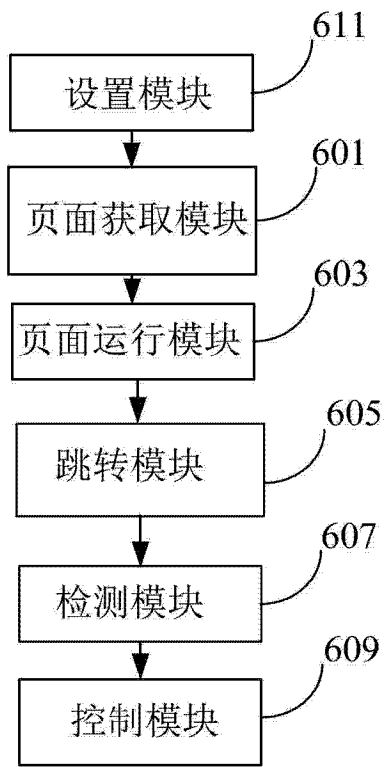 611
设置模块
601
页面获取模块
603
页面运行模块
605
跳转模块
607
检测模块
609
控制模块